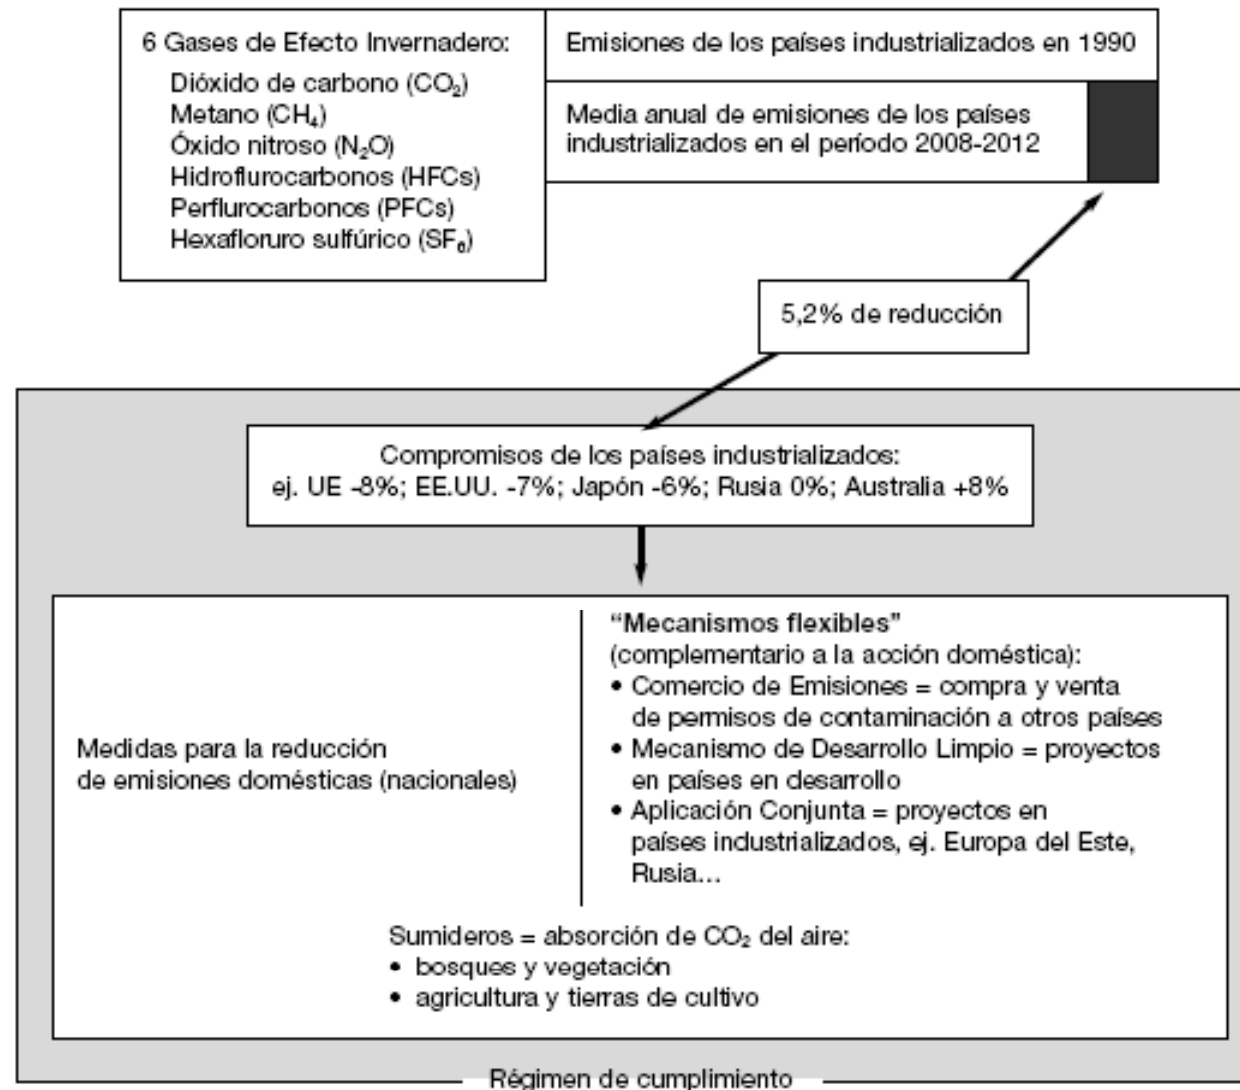 6 Gases de Efecto Invernadero:
Dióxido de carbono (CO₂)
Metano (CH₄)
Óxido nitroso (N₂O)
Hidroflurocarbonos (HFCs)
Perflurocarbonos (PFCs)
Hexafloruro sulfúrico (SF₆)
Emisiones de los países industrializados en 1990
Media anual de emisiones de los países
industrializados en el período 2008-2012
5,2% de reducción
Compromisos de los países industrializados:
ej. UE -8%; EE.UU. -7%; Japón -6%; Rusia 0%; Australia +8%
Medidas para la reducción
de emisiones domésticas (nacionales)
“Mecanismos flexibles”
(complementario a la acción doméstica):
• Comercio de Emisiones = compra y venta
de permisos de contaminación a otros países
• Mecanismo de Desarrollo Limpio = proyectos
en países en desarrollo
• Aplicación Conjunta = proyectos en
países industrializados, ej. Europa del Este,
Rusia…
Sumideros = absorción de CO₂ del aire:
• bosques y vegetación
• agricultura y tierras de cultivo
Régimen de cumplimiento